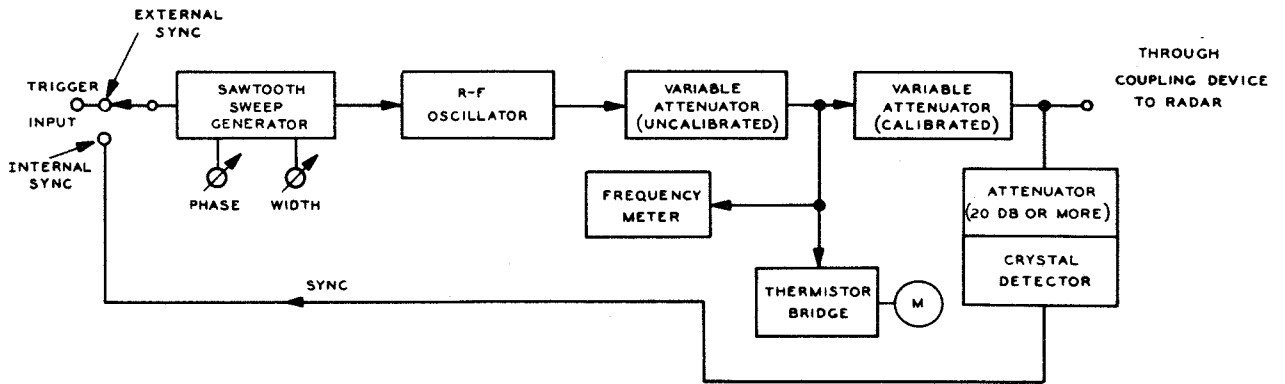 EXTERNAL
SYNC
TRIGGER
INPUT
INTERNAL
SYNC
SAWTOOTH
SWEEP
GENERATOR
PHASE
WIDTH
R-F
OSCILLATOR
VARIABLE
ATTENUATOR
(UNCALIBRATED)
VARIABLE
ATTENUATOR
(CALIBRATED)
THROUGH
COUPLING DEVICE
TO RADAR
FREQUENCY
METER
THERMISTOR
BRIDGE
M
ATTENUATOR
(20 DB OR MORE)
CRYSTAL
DETECTOR
SYNC